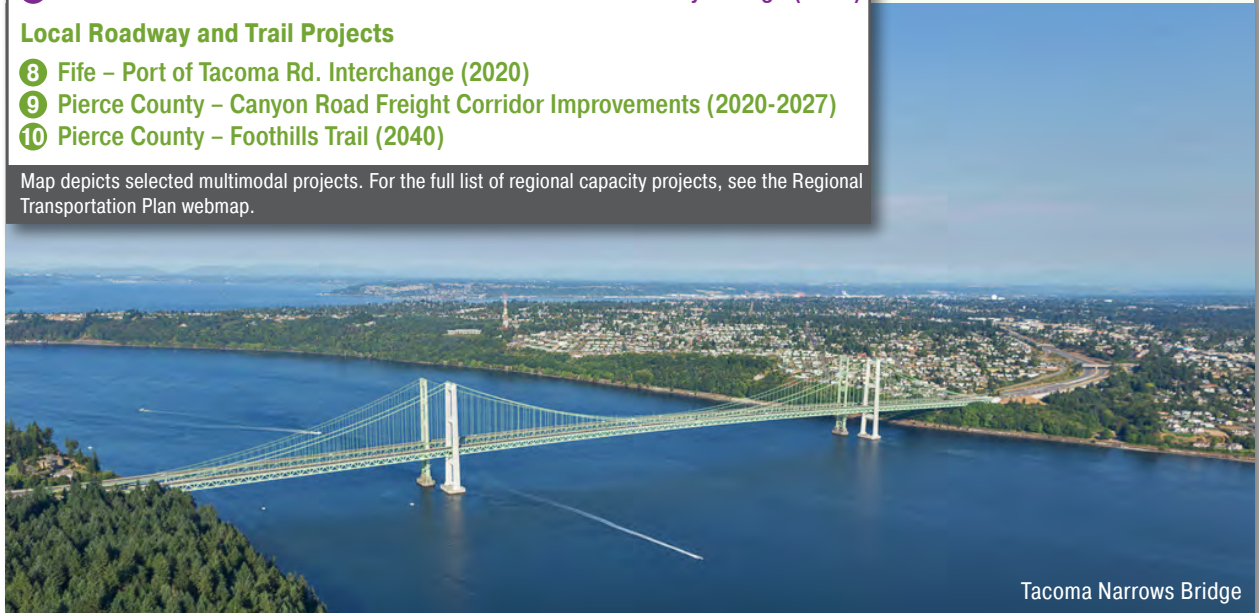 Local Roadway and Trail Projects
8 Fife – Port of Tacoma Rd. Interchange (2020)
9 Pierce County – Canyon Road Freight Corridor Improvements (2020-2027)
10 Pierce County – Foothills Trail (2040)
Map depicts selected multimodal projects. For the full list of regional capacity projects, see the Regional
Transportation Plan webmap.
Tacoma Narrows Bridge